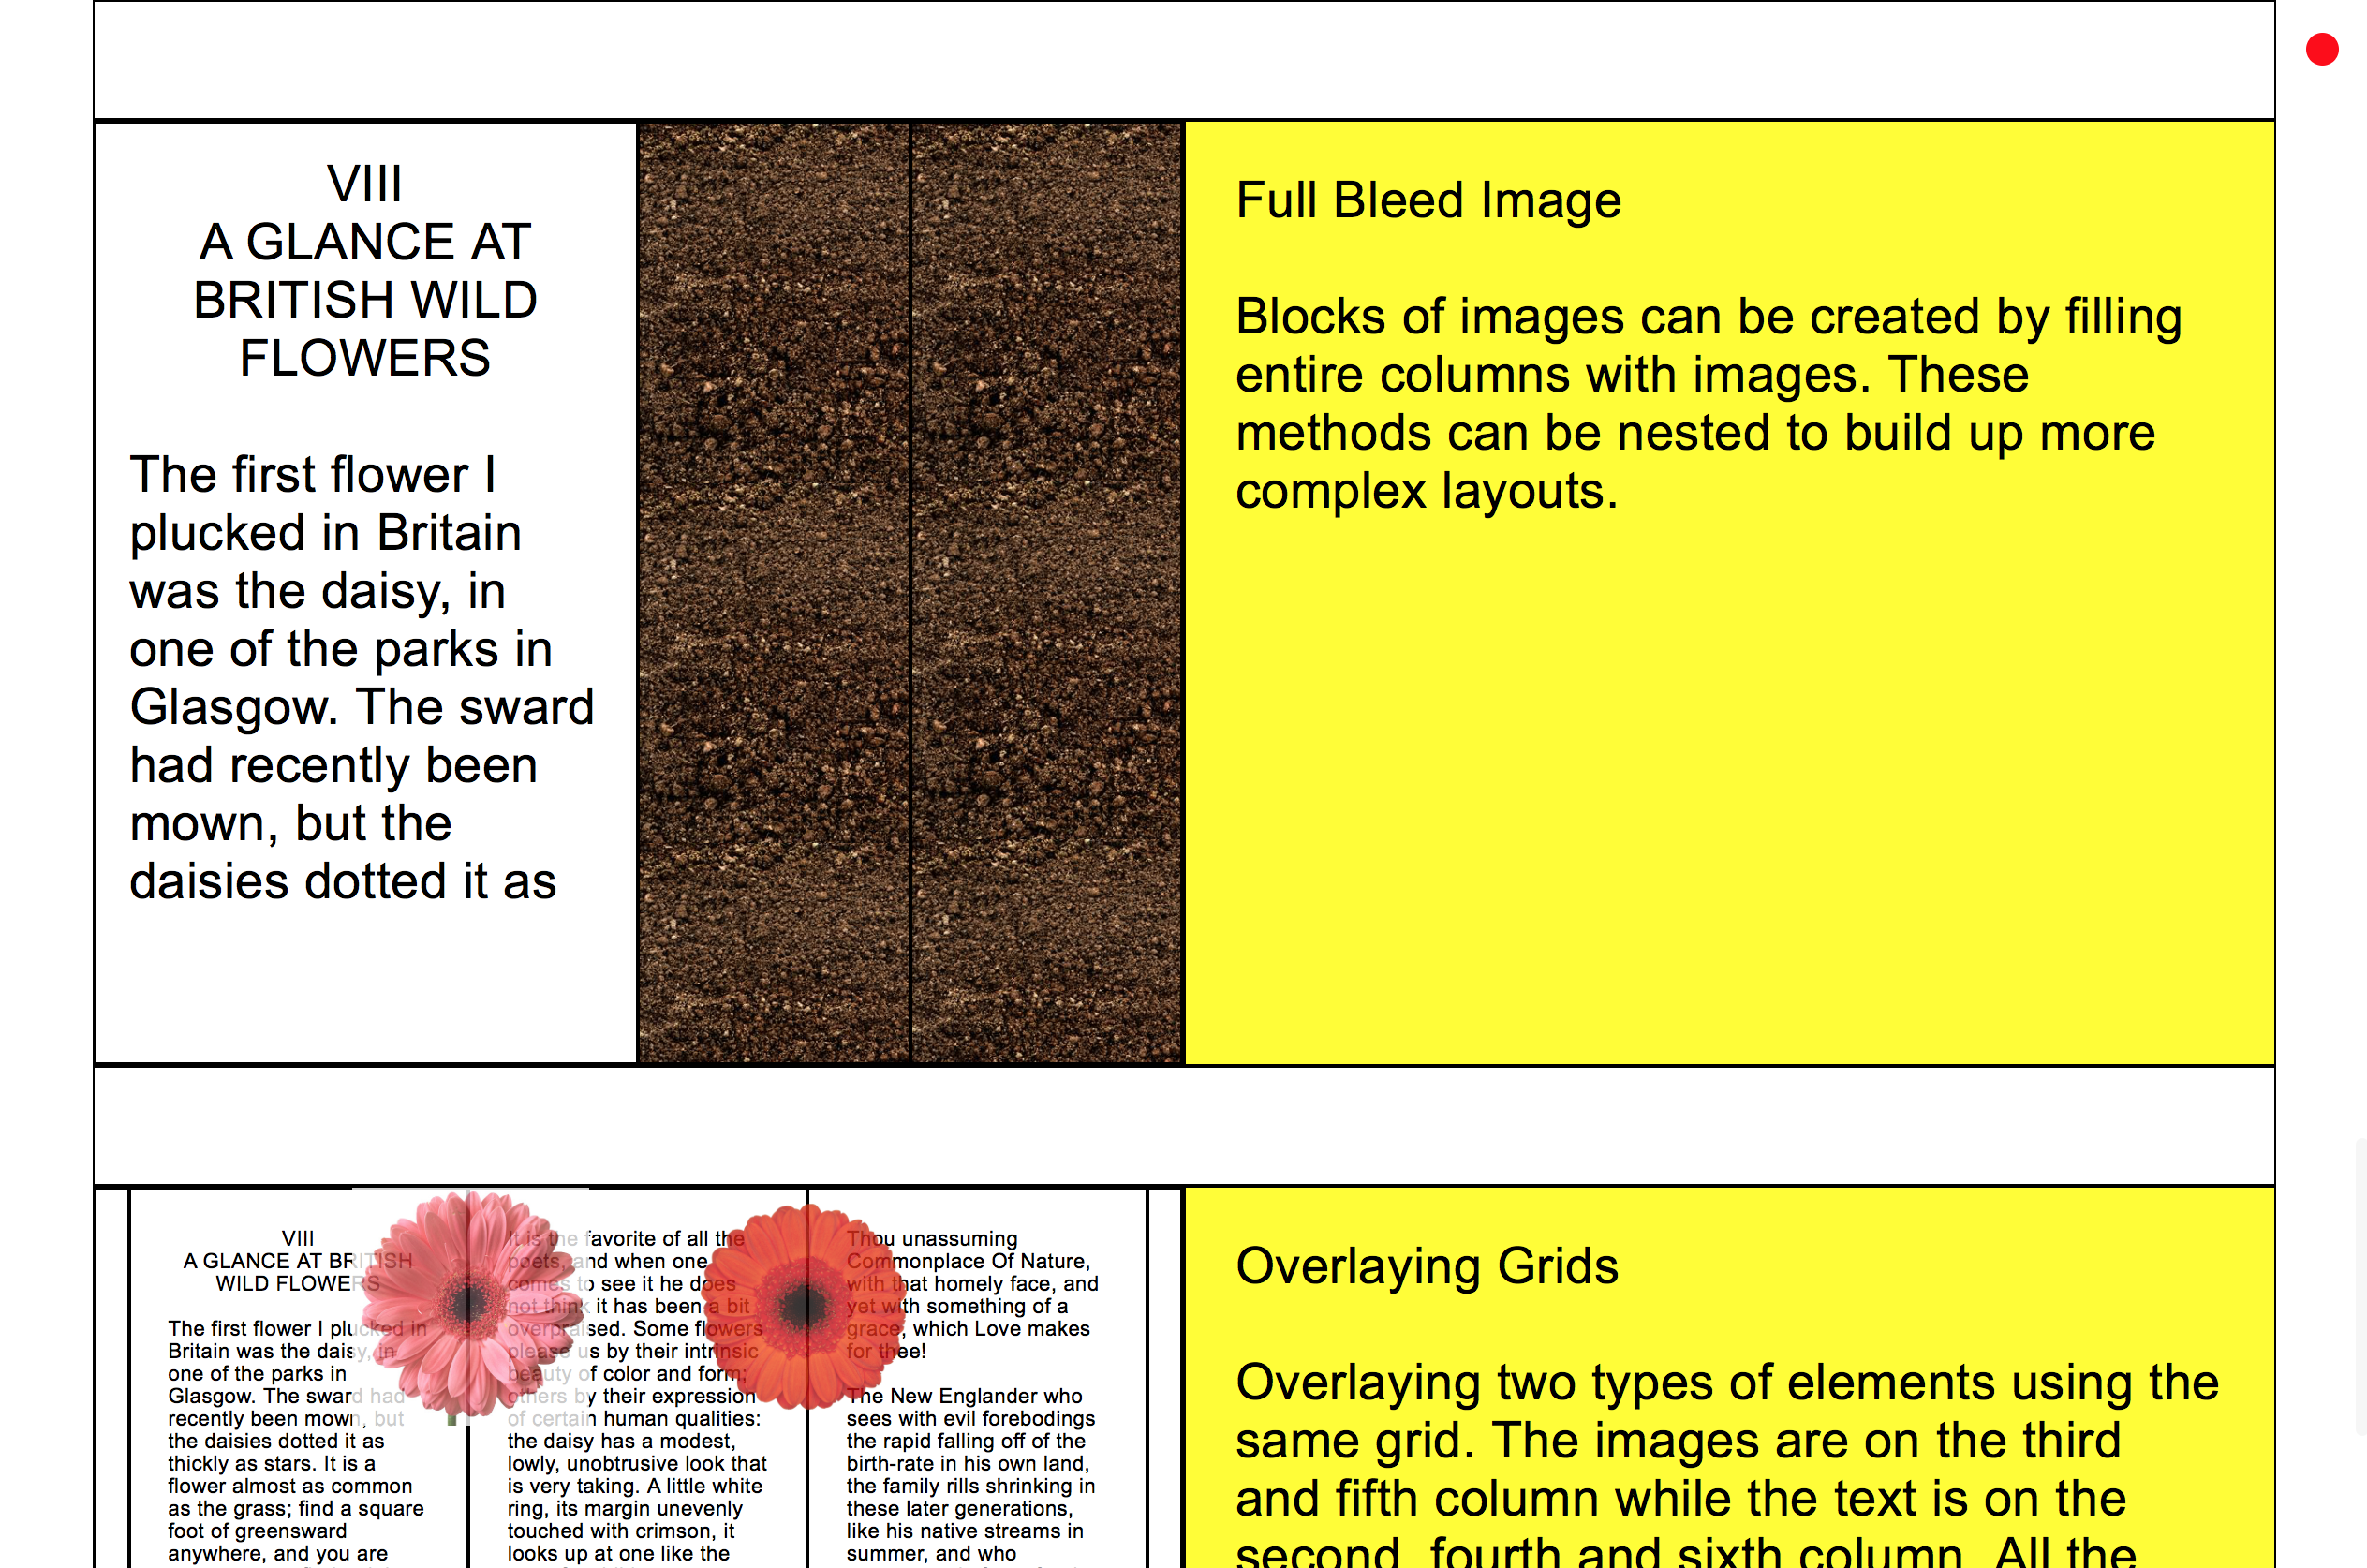 VIII
A GLANCE AT
BRITISH WILD
FLOWERS
The first flower I
plucked in Britain
was the daisy, in
one of the parks in
Glasgow. The sward
had recently been
mown, but the
daisies dotted it as
Full Bleed Image
Blocks of images can be created by filling
entire columns with images. These
methods can be nested to build up more
complex layouts.
VIII
A GLANCE AT BRITISH
WILD FLOWERS
The first flower I plucked in
Britain was the daisy, in
one of the parks in
Glasgow. The sward had
recently been mown, but
the daisies dotted it as
thickly as stars. It is a
flower almost as common
as the grass; find a square
foot of greensward
anywhere, and you are
It is the favorite of all the
poets, and when one
comes to see it he does
not think it has been a bit
overpraised. Some flowers
please us by their intrinsic
beauty of color and form;
others by their expression
of certain human qualities:
the daisy has a modest,
lowly, unobtrusive look that
is very taking. A little white
ring, its margin unevenly
touched with crimson, it
looks up at one like the
Thou unassuming
Commonplace Of Nature,
with that homely face, and
yet with something of a
grace, which Love makes
for thee!
The New Englander who
sees with evil forebodings
the rapid falling off of the
birth-rate in his own land,
the family rills shrinking in
these later generations,
like his native streams in
summer, and who
Overlaying Grids
Overlaying two types of elements using the
same grid. The images are on the third
and fifth column while the text is on the
second, fourth and sixth column. All the